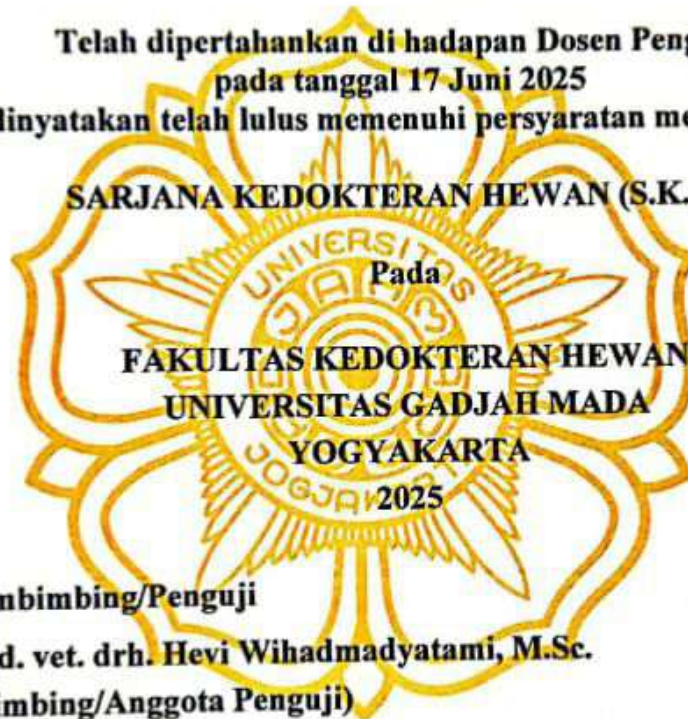 Telah dipertahankan di hadapan Dosen Peng
pada tanggal 17 Juni 2025
dinyatakan telah lulus memenuhi persyaratan me
SARJANA KEDOKTERAN HEWAN (S.K.
UNIVERSITAS
Pada
FAKULTAS KEDOKTERAN HEWAN
UNIVERSITAS GADJAH MADA
YOGYAKARTA
2025
mbimbing/Penguji
d. vet. drh. Hevi Wihadmadyatami, M.Sc.
imbing/Anggota Penguji)